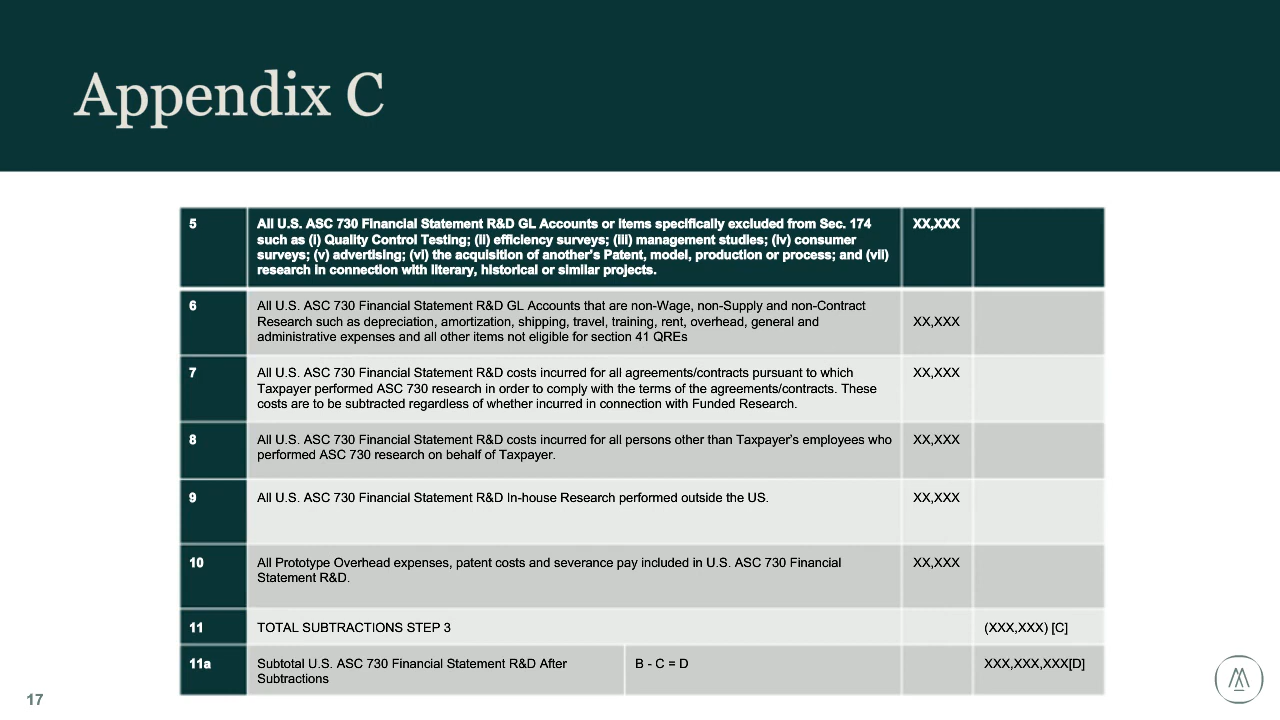 Appendix C
5
All U.S. ASC 730 Financial Statement R&D GL Accounts or items specifically excluded from Sec. 174
XX,XXX
such as (i) Quality Control Testing; (ii) efficiency surveys; (iii) management studies; (iv) consumer
surveys; (v) advertising; (vi) the acquisition of another's Patent, model, production or process; and (vii)
research in connection with literary, historical or similar projects.
6
All U.S. ASC 730 Financial Statement R&D GL Accounts that are non-Wage, non-Supply and non-Contract
Research such as depreciation, amortization, shipping, travel, training, rent, overhead, general and
XX,XXX
administrative expenses and all other items not eligible for section 41 QREs
7
All U.S. ASC 730 Financial Statement R&D costs incurred for all agreements/contracts pursuant to which
XX,XXX
Taxpayer performed ASC 730 research in order to comply with the terms of the agreements/contracts. These
costs are to be subtracted regardless of whether incurred in connection with Funded Research.
8
All U.S. ASC 730 Financial Statement R&D costs incurred for all persons other than Taxpayer's employees who
XX,XXX
performed ASC 730 research on behalf of Taxpayer.
9
All U.S. ASC 730 Financial Statement R&D In-house Research performed outside the US.
XX,XXX
10
All Prototype Overhead expenses, patent costs and severance pay included in U.S. ASC 730 Financial
XX,XXX
Statement R&D.
11
TOTAL SUBTRACTIONS STEP 3
(XXX,XXX) [C]
11a
Subtotal U.S. ASC 730 Financial Statement R&D After
Subtractions
B - C = D
XXX,XXX,XXX[D]
17